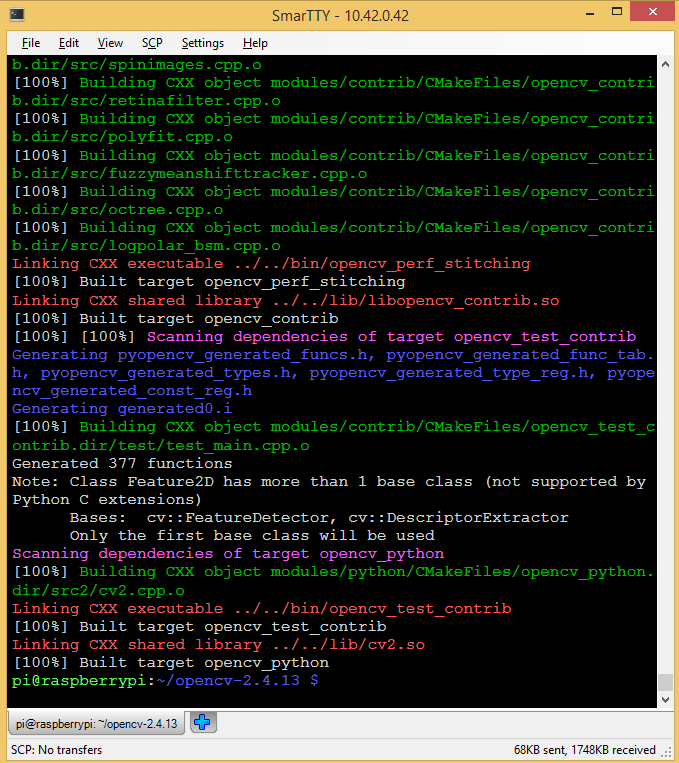 SmarTTY - 10.42.0.42
File Edit View SCP Settings Help
b.dir/src/spinimages.cpp.o
[100%] Building CXX object modules/contrib/CMakeFiles/opencv_contri
b.dir/src/retinafilter.cpp.o
[100%] Building CXX object modules/contrib/CMakeFiles/opencv_contri
b.dir/src/polyfit.cpp.o
[100%] Building CXX object modules/contrib/CMakeFiles/opencv_contri
b.dir/src/fuzzymeanshifttracker.cpp.o
[100%] Building CXX object modules/contrib/CMakeFiles/opencv_contri
b.dir/src/octree.cpp.o
[100%] Building CXX object modules/contrib/CMakeFiles/opencv_contri
b.dir/src/logpolar_bsm.cpp.o
Linking CXX executable ../../bin/opencv_perf_stitching
[100%] Built target opencv_perf_stitching
Linking CXX shared library ../../lib/libopencv_contrib.so
[100%] Built target opencv_contrib
[100%] [100%] Scanning dependencies of target opencv_test_contrib
Generating pyopencv_generated_funcs.h, pyopencv_generated_func_tab.
h, pyopencv_generated_types.h, pyopencv_generated_type_reg.h, pyope
ncv_generated_const_reg.h
Generating generated0.i
[100%] Building CXX object modules/contrib/CMakeFiles/opencv_test_c
ontrib.dir/test/test_main.cpp.o
Generated 377 functions
Note: Class Feature2D has more than 1 base class (not supported by
Python C extensions)
Bases:  cv::FeatureDetector, cv::DescriptorExtractor
Only the first base class will be used
Scanning dependencies of target opencv_python
[100%] Building CXX object modules/python/CMakeFiles/opencv_python.
dir/src2/cv2.cpp.o
Linking CXX executable ../../bin/opencv_test_contrib
[100%] Built target opencv_test_contrib
Linking CXX shared library ../../lib/cv2.so
[100%] Built target opencv_python
pi@raspberrypi:~/opencv-2.4.13 $
pi@raspberrypi: ~/opencv-2.4.13
SCP: No transfers 68KB sent, 1748KB received